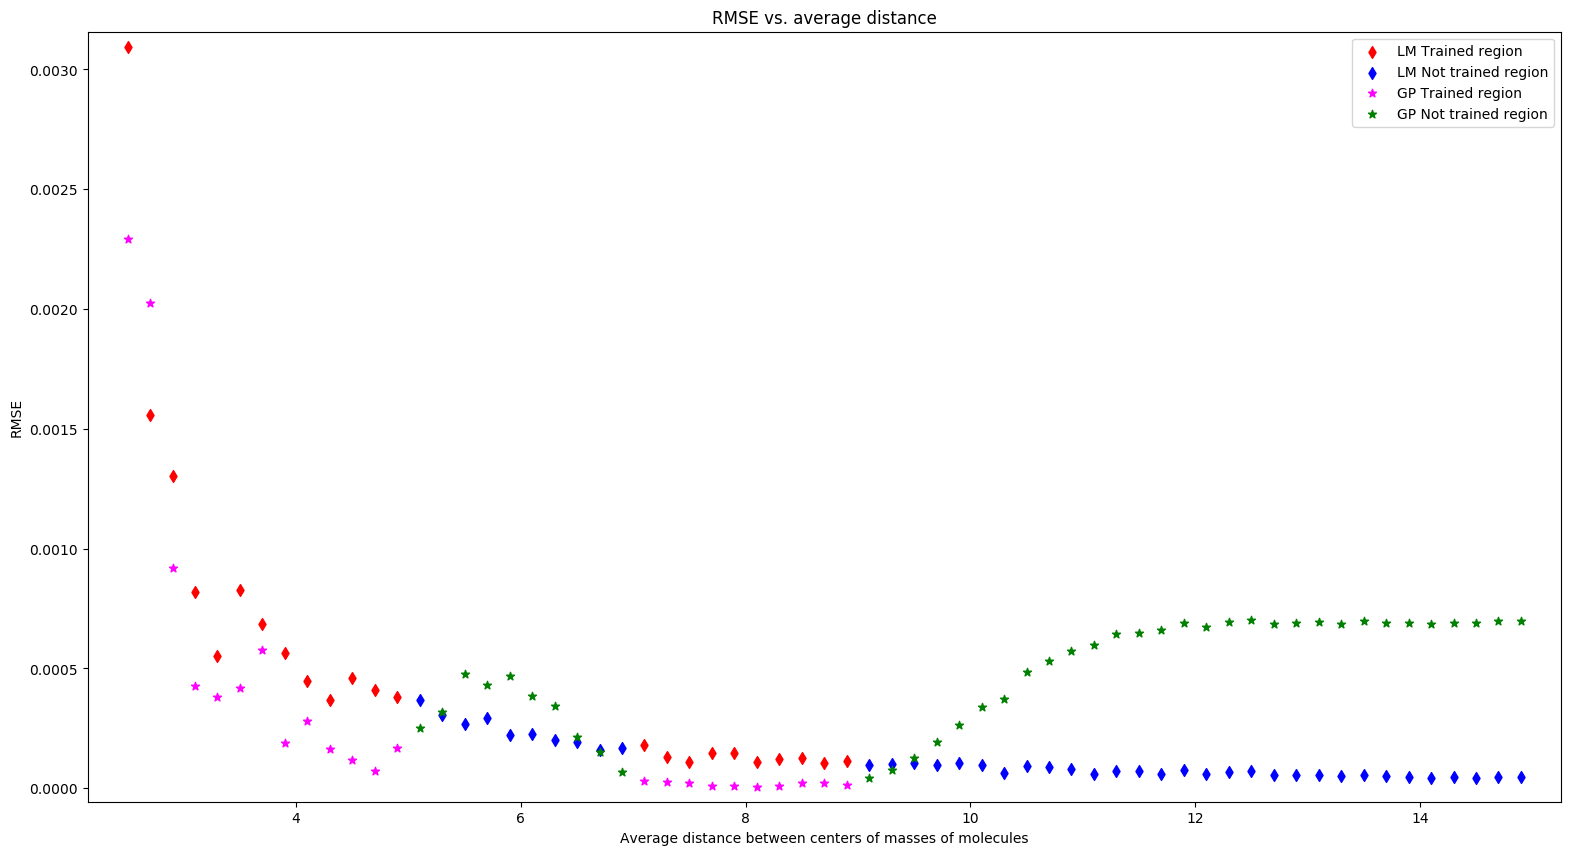 RMSE vs. average distance
LM Trained region
LM Not trained region
GP Trained region
GP Not trained region
0.0030
0.0025
0.0020
0.0015
0.0010
0.0005
0.0000
RMSE
4
6
8
10
12
14
Average distance between centers of masses of molecules